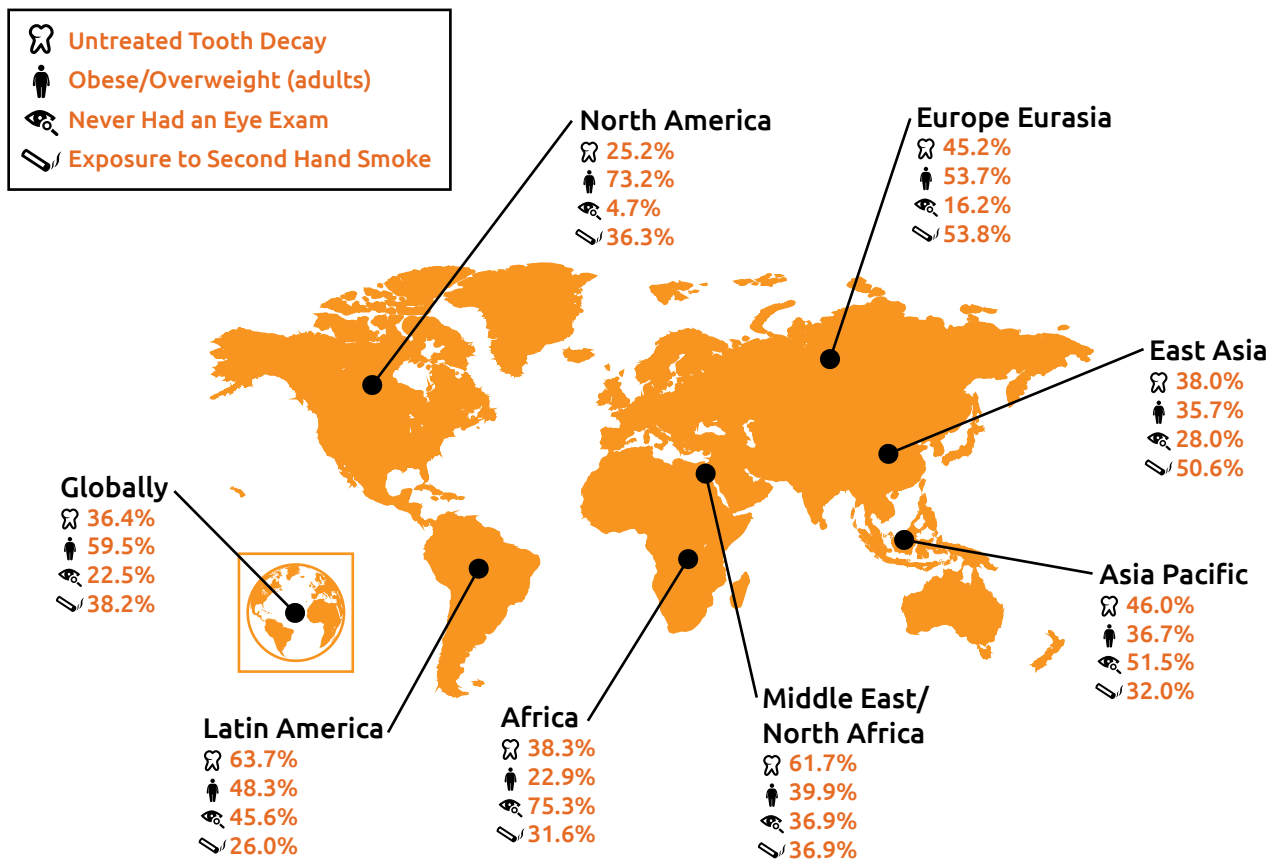 Untreated Tooth Decay
Obese/Overweight (adults)
Never Had an Eye Exam
Exposure to Second Hand Smoke
North America
25.2%
73.2%
4.7%
36.3%
Europe Eurasia
45.2%
53.7%
16.2%
53.8%
East Asia
38.0%
35.7%
28.0%
50.6%
Globally
36.4%
59.5%
22.5%
38.2%
Asia Pacific
46.0%
36.7%
51.5%
32.0%
Latin America
63.7%
48.3%
45.6%
26.0%
Africa
38.3%
22.9%
75.3%
31.6%
Middle East/
North Africa
61.7%
39.9%
36.9%
36.9%